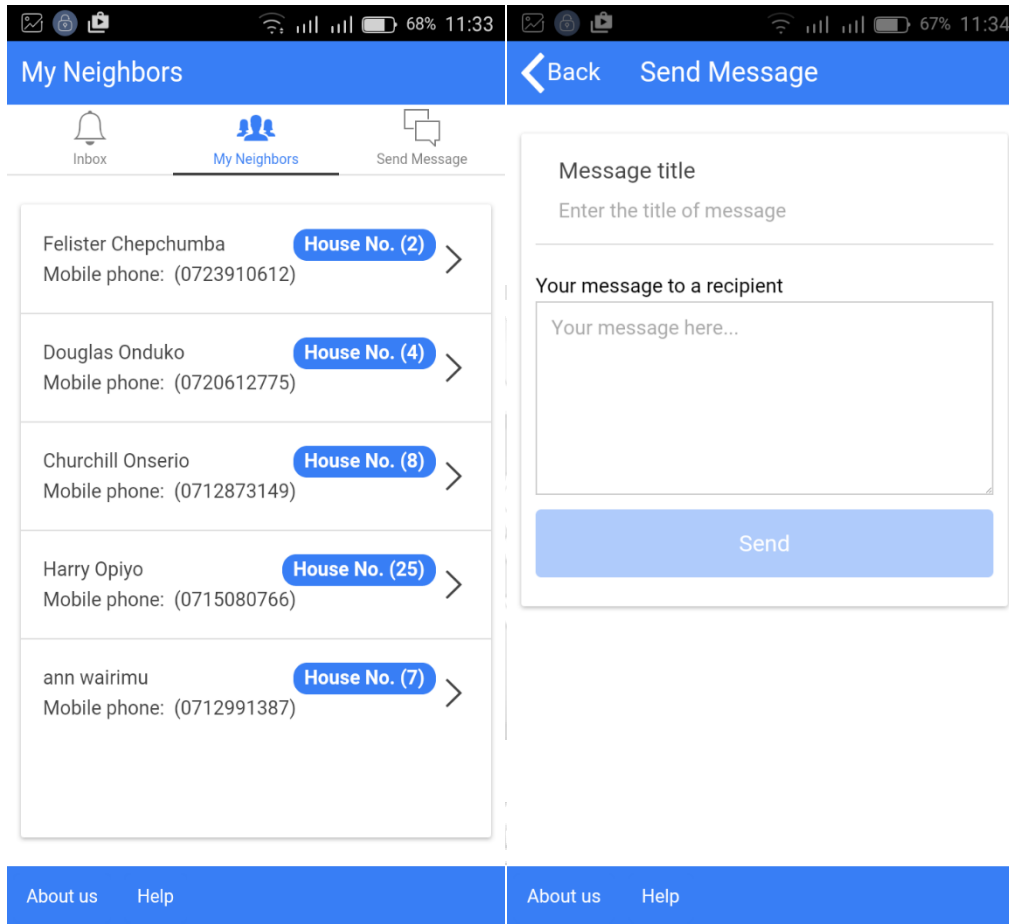 68% 11:33
My Neighbors
Inbox
My Neighbors
Send Message
Felister Chepchumba
House No. (2)
Mobile phone: (0723910612)
Douglas Onduko
House No. (4)
Mobile phone: (0720612775)
Churchill Onserio
House No. (8)
Mobile phone: (0712873149)
Harry Opiyo
House No. (25)
Mobile phone: (0715080766)
ann wairimu
House No. (7)
Mobile phone: (0712991387)
About us Help
67% 11:34
Back Send Message
Message title
Enter the title of message
Your message to a recipient
Your message here...
Send
About us Help